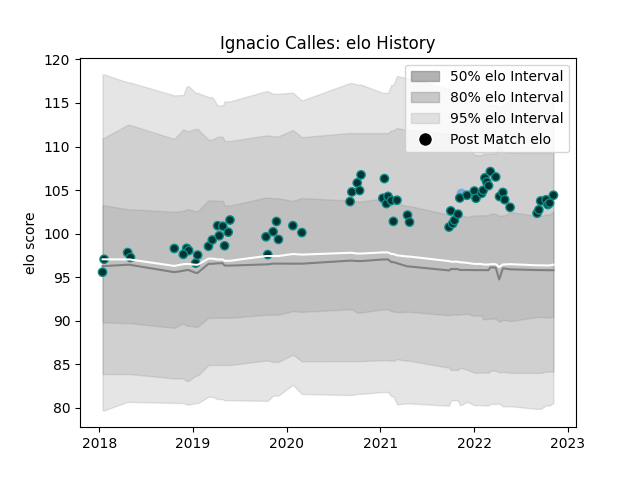 Ignacio Calles: elo History
120
115
110
105
100
95
90
85
80
elo score
50% elo Interval
80% elo Interval
95% elo Interval
Post Match elo
2018
2019
2020
2021
2022
2023